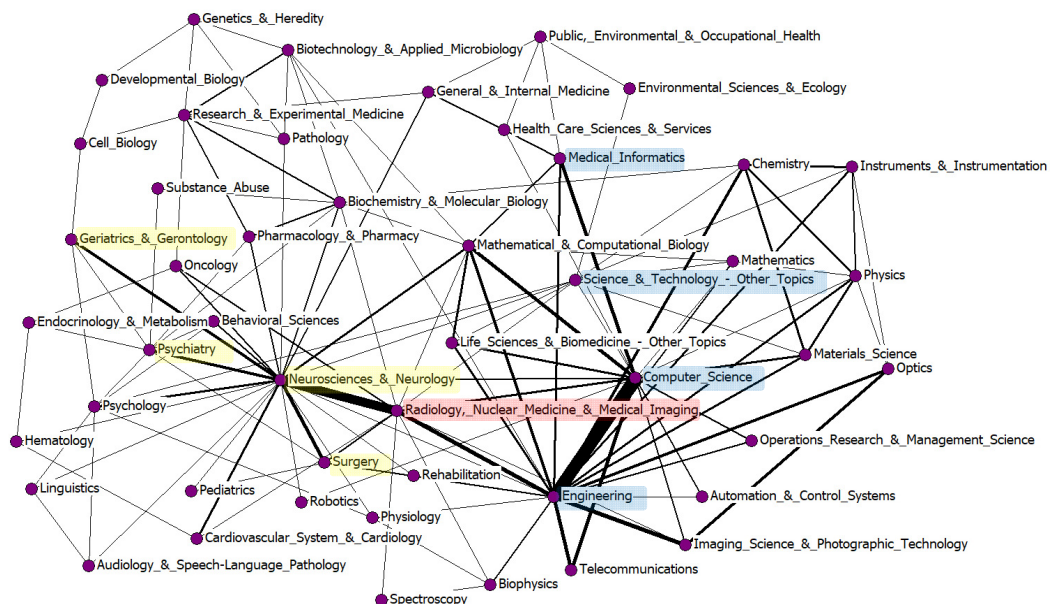 Genetics_&_Heredity
Public,_Environmental_&_Occupational_Health
Biotechnology_&_Applied_Microbiology
Developmental_Biology
General_&_Internal_Medicine
Environmental_Sciences_&_Ecology
Research_&_Experimental_Medicine
Health_Care_Sciences_&_Services
Cell_Biology
Pathology
Medical_Informatics
Chemistry
Instruments_&_Instrumentation
Substance_Abuse
Biochemistry_&_Molecular_Biology
Geriatrics_&_Gerontology
Pharmacology_&_Pharmacy
Mathematical_&_Computational_Biology
Oncology
Mathematics
Science_&_Technology_-_Other_Topics
Physics
Endocrinology_&_Metabolism
Behavioral_Sciences
Psychiatry
Life_Sciences_&_Biomedicine_-_Other_Topics
Materials_Science
Optics
Neurosciences_&_Neurology
Computer_Science
Psychology
Radiology,_Nuclear_Medicine_&_Medical_Imaging
Hematology
Operations_Research_&_Management_Science
Surgery
Rehabilitation
Linguistics
Pediatrics
Robotics
Engineering
Automation_&_Control_Systems
Physiology
Cardiovascular_System_&_Cardiology
Imaging_Science_&_Photographic_Technology
Audiology_&_Speech-Language_Pathology
Telecommunications
Biophysics
Spectroscopy